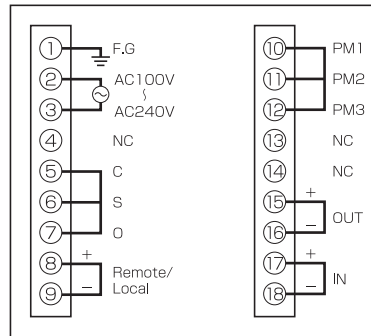 ① F.G
② AC100V
∼
③ AC240V
④ NC
⑤ C
⑥ S
⑦ O
⑧ +
Remote/
Local
⑨ −
⑩ PM1
⑪ PM2
⑫ PM3
⑬ NC
⑭ NC
⑮ +
OUT
⑯ −
⑰ +
IN
⑱ −